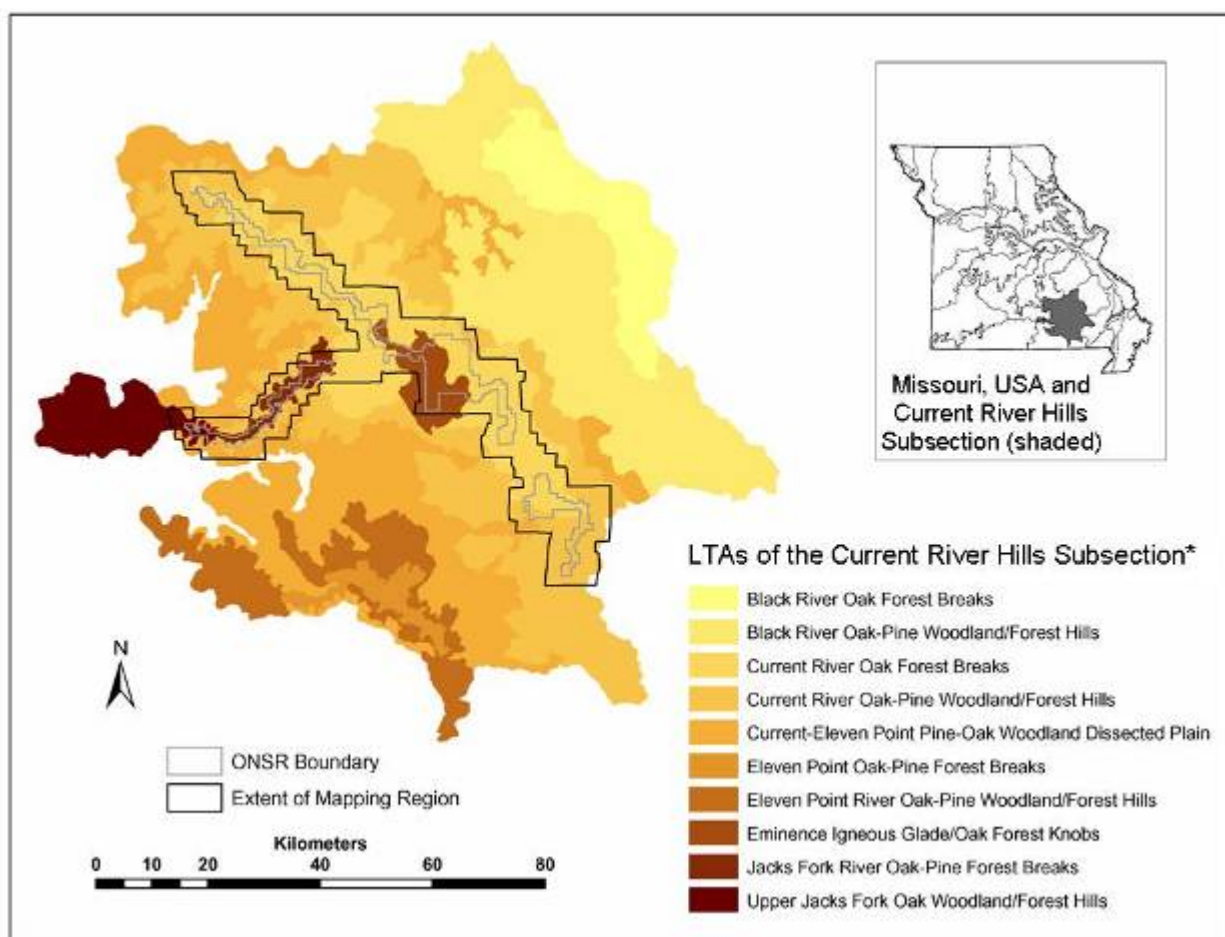 Missouri, USA and
Current River Hills
Subsection (shaded)
LTAs of the Current River Hills Subsection*
Black River Oak Forest Breaks
Black River Oak-Pine Woodland/Forest Hills
Current River Oak Forest Breaks
Current River Oak-Pine Woodland/Forest Hills
Current-Eleven Point Pine-Oak Woodland Dissected Plain
Eleven Point Oak-Pine Forest Breaks
Eleven Point River Oak-Pine Woodland/Forest Hills
Eminence Igneous Glade/Oak Forest Knobs
Jacks Fork River Oak-Pine Forest Breaks
Upper Jacks Fork Oak Woodland/Forest Hills
N
ONSR Boundary
Extent of Mapping Region
Kilometers
0 10 20 40 60 80